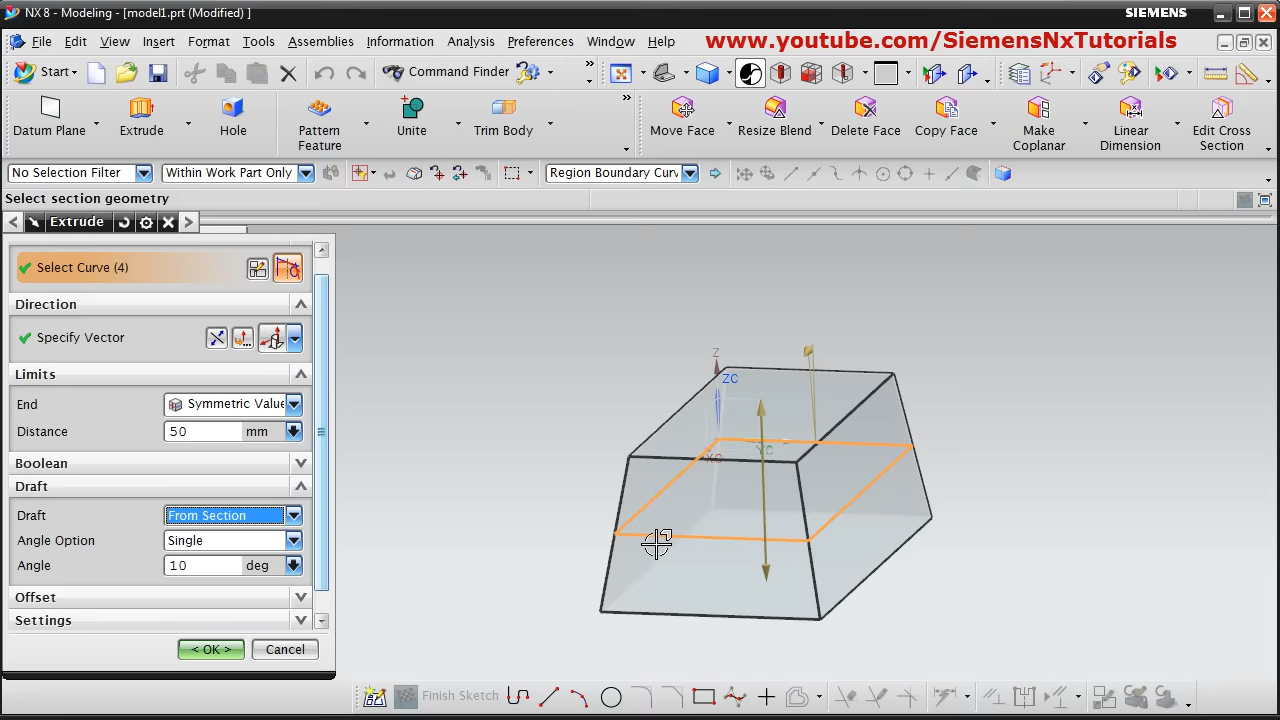 NX 8 - Modeling - [model1.prt (Modified) ]
SIEMENS
File Edit View Insert Format Tools Assemblies Information Analysis Preferences Window Help
www.youtube.com/SiemensNxTutorials
Start
Command Finder
Datum Plane Extrude Hole Pattern Feature Unite Trim Body Move Face Resize Blend Delete Face Copy Face Make Coplanar Linear Dimension Edit Cross Section
No Selection Filter Within Work Part Only Region Boundary Curv
Select section geometry
Extrude
Select Curve (4)
Direction
Specify Vector
Limits
End Symmetric Value
Distance 50 mm
Boolean
Draft
Draft From Section
Angle Option Single
Angle 10 deg
Offset
Settings
< OK > Cancel
Z
ZC
YC
XC
Finish Sketch